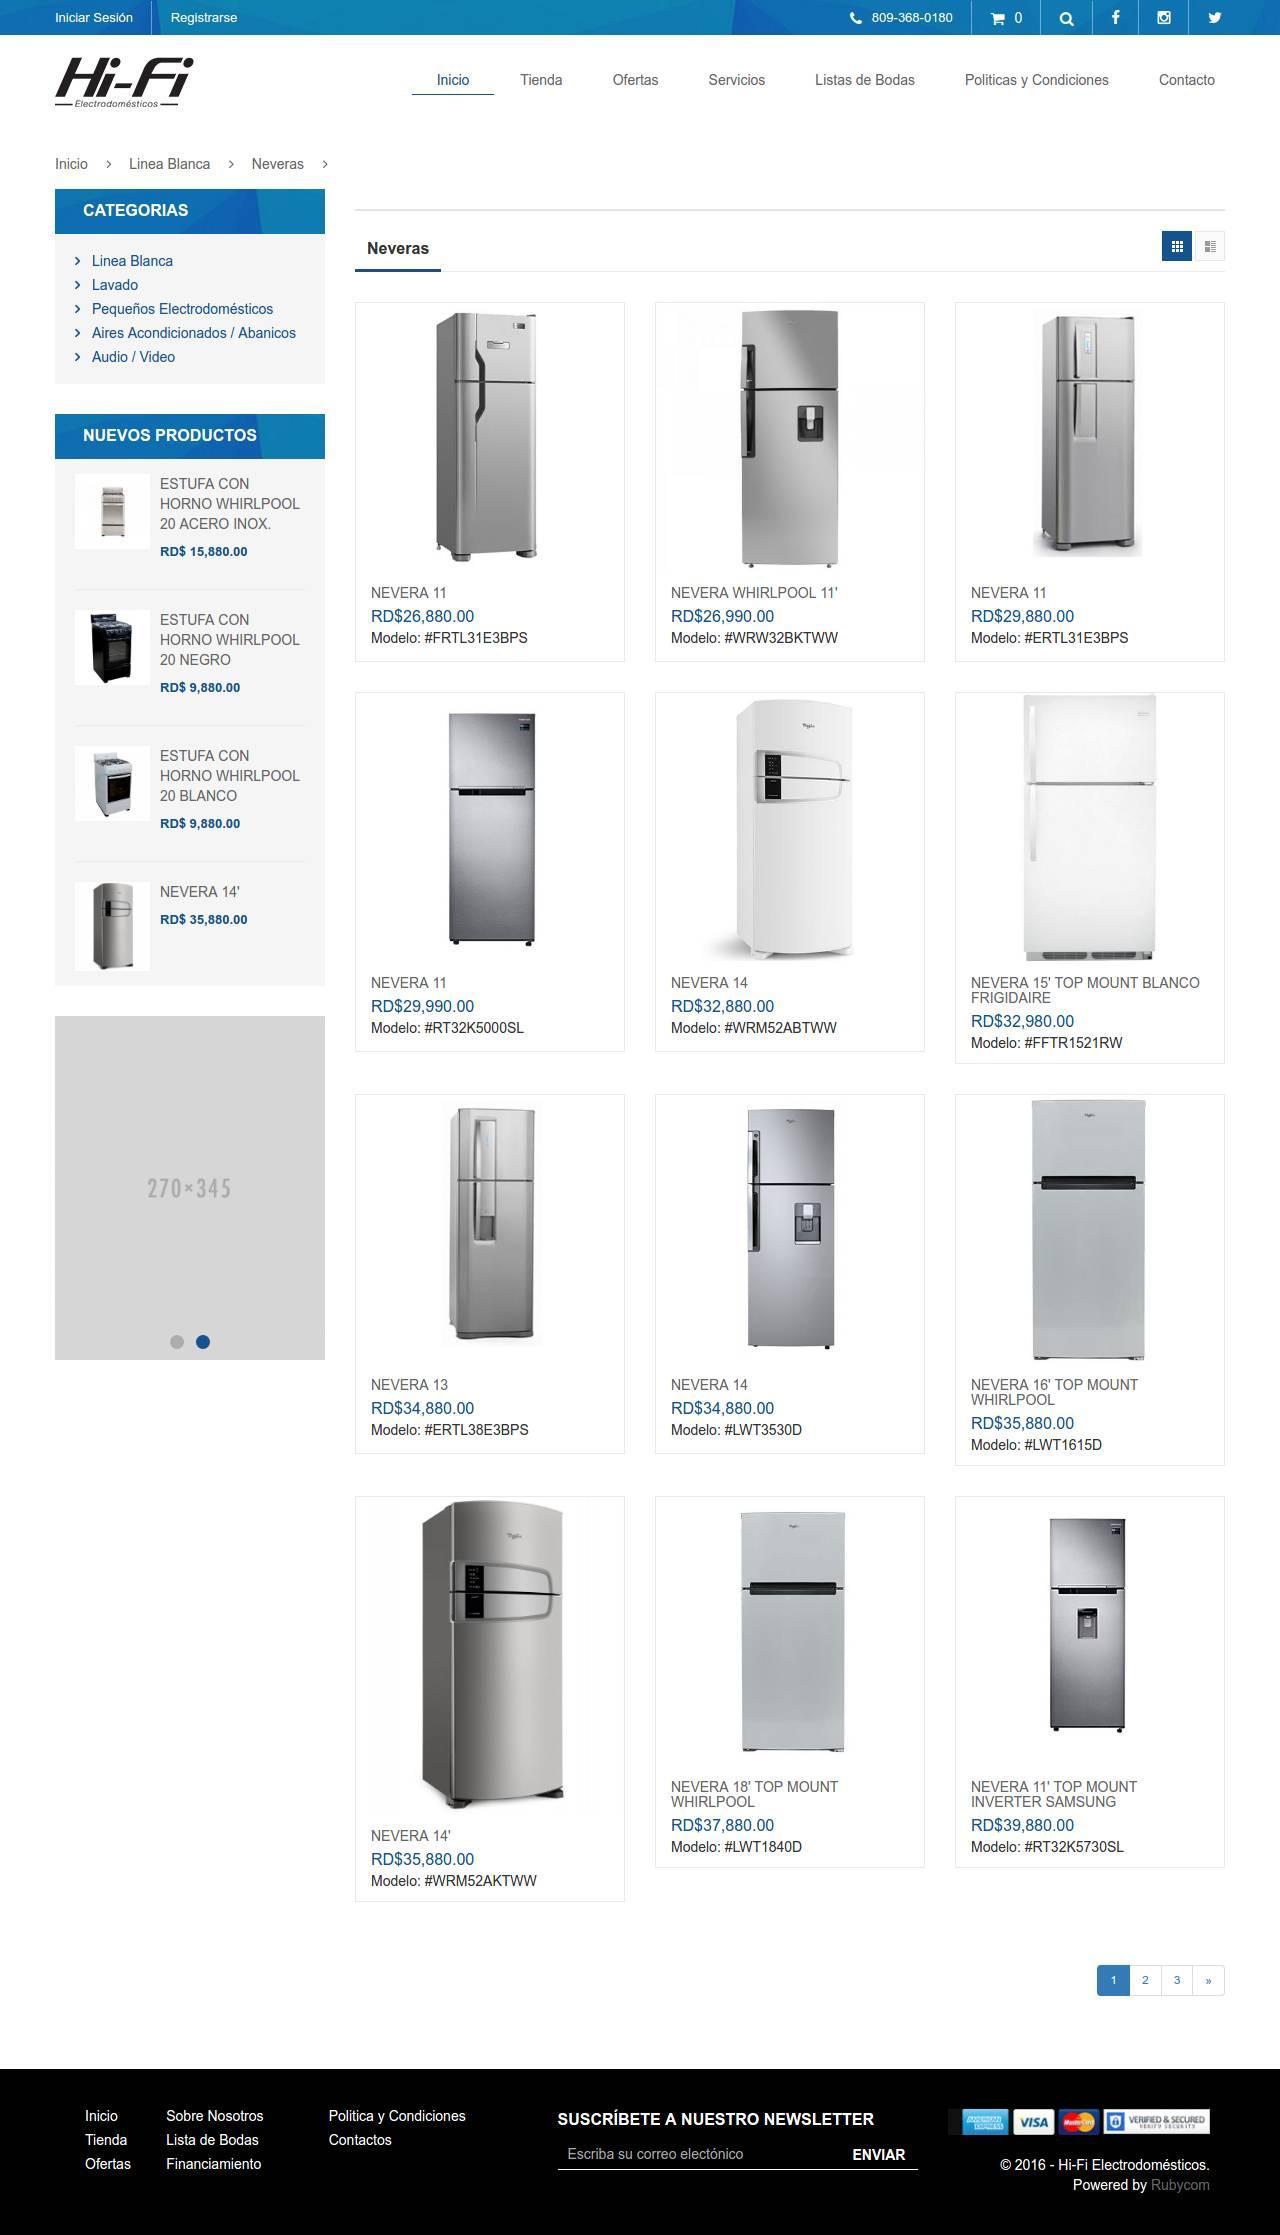 Iniciar Sesión
Registrarse
809-368-0180
0
Hi-Fi
Electrodomésticos
Inicio
Tienda
Ofertas
Servicios
Listas de Bodas
Politicas y Condiciones
Contacto
Inicio > Linea Blanca > Neveras >
CATEGORIAS
Linea Blanca
Lavado
Pequeños Electrodomésticos
Aires Acondicionados / Abanicos
Audio / Video
NUEVOS PRODUCTOS
ESTUFA CON
HORNO WHIRLPOOL
20 ACERO INOX.
RD$ 15,880.00
ESTUFA CON
HORNO WHIRLPOOL
20 NEGRO
RD$ 9,880.00
ESTUFA CON
HORNO WHIRLPOOL
20 BLANCO
RD$ 9,880.00
NEVERA 14'
RD$ 35,880.00
270×345
Neveras
NEVERA 11
RD$26,880.00
Modelo: #FRTL31E3BPS
NEVERA WHIRLPOOL 11'
RD$26,990.00
Modelo: #WRW32BKTWW
NEVERA 11
RD$29,880.00
Modelo: #ERTL31E3BPS
NEVERA 11
RD$29,990.00
Modelo: #RT32K5000SL
NEVERA 14
RD$32,880.00
Modelo: #WRM52ABTWW
NEVERA 15' TOP MOUNT BLANCO
FRIGIDAIRE
RD$32,980.00
Modelo: #FFTR1521RW
NEVERA 13
RD$34,880.00
Modelo: #ERTL38E3BPS
NEVERA 14
RD$34,880.00
Modelo: #LWT3530D
NEVERA 16' TOP MOUNT
WHIRLPOOL
RD$35,880.00
Modelo: #LWT1615D
NEVERA 14'
RD$35,880.00
Modelo: #WRM52AKTWW
NEVERA 18' TOP MOUNT
WHIRLPOOL
RD$37,880.00
Modelo: #LWT1840D
NEVERA 11' TOP MOUNT
INVERTER SAMSUNG
RD$39,880.00
Modelo: #RT32K5730SL
1 2 3 »
Inicio
Tienda
Ofertas
Sobre Nosotros
Lista de Bodas
Financiamiento
Politica y Condiciones
Contactos
SUSCRÍBETE A NUESTRO NEWSLETTER
Escriba su correo electónico
ENVIAR
AMERICAN EXPRESS
VISA
MasterCard
VERIFIED & SECURED
VERIFY SECURITY
© 2016 - Hi-Fi Electrodomésticos.
Powered by Rubycom